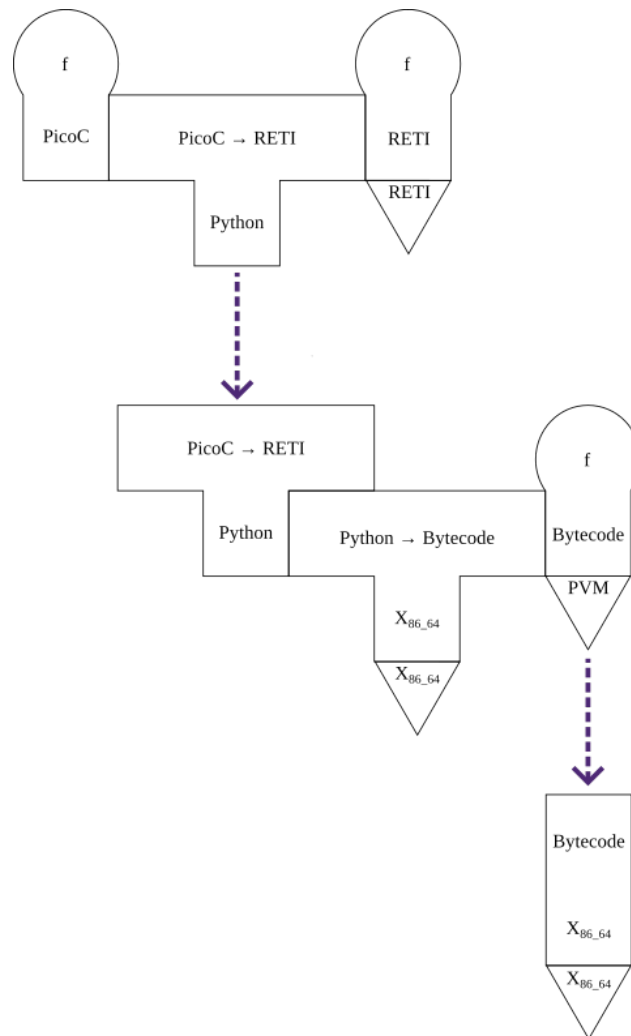 f
f
PicoC
PicoC → RETI
RETI
RETI
Python
PicoC → RETI
f
Python
Python → Bytecode
Bytecode
PVM
X86_64
X86_64
Bytecode
X86_64
X86_64